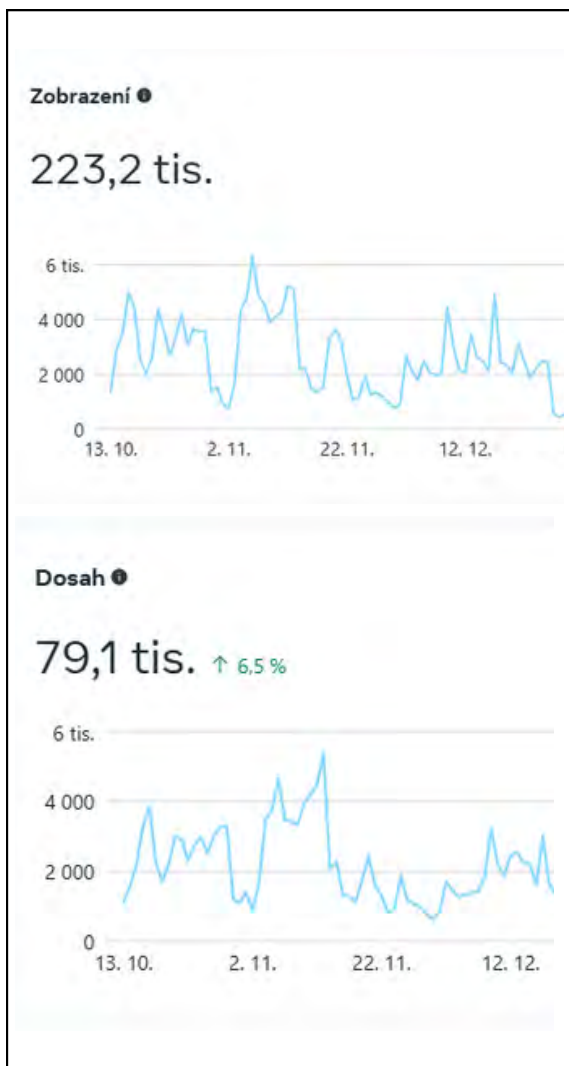 Zobrazení
223,2 tis.
6 tis.
4 000
2 000
0
13. 10. 2. 11. 22. 11. 12. 12.
Dosah
79,1 tis. ↑ 6,5 %
6 tis.
4 000
2 000
0
13. 10. 2. 11. 22. 11. 12. 12.